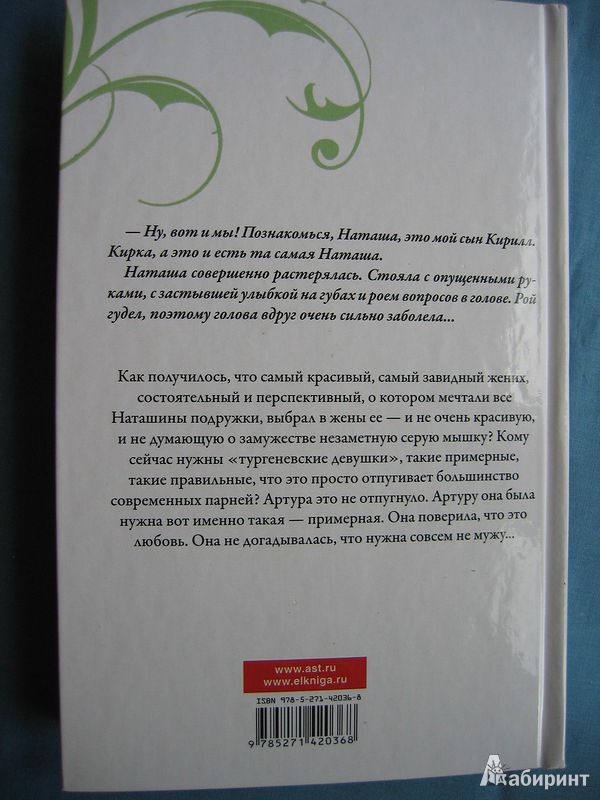 — Ну, вот и мы! Познакомься, Наташа, это мой сын Кирилл.
Кирка, а это и есть та самая Наташа.
Наташа совершенно растерялась. Стояла с опущенными ру-
ками, с застывшей улыбкой на губах и роем вопросов в голове. Рой
гудел, поэтому голова вдруг очень сильно заболела...
Как получилось, что самый красивый, самый завидный жених,
состоятельный и перспективный, о котором мечтали все
Наташины подружки, выбрал в жены ее — и не очень красивую,
и не думающую о замужестве незаметную серую мышку? Кому
сейчас нужны «тургеневские девушки», такие примерные,
такие правильные, что это просто отпугивает большинство
современных парней? Артура это не отпугнуло. Артуру она была
нужна вот именно такая — примерная. Она поверила, что это
любовь. Она не догадывалась, что нужна совсем не мужу...
www.ast.ru
www.elkniga.ru
ISBN 978-5-271-42036-8
9 785271 420368
Лабиринт